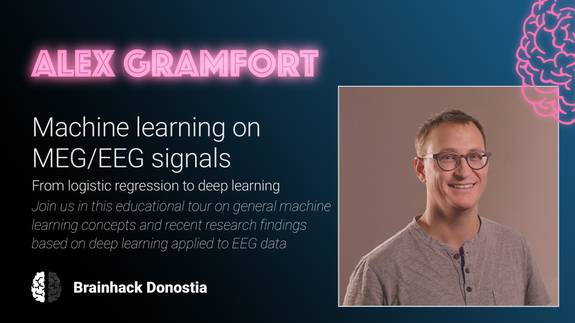 ALEX GRAMFORT
Machine learning on
MEG/EEG signals
From logistic regression to deep learning
Join us in this educational tour on general machine
learning concepts and recent research findings
based on deep learning applied to EEG data
Brainhack Donostia